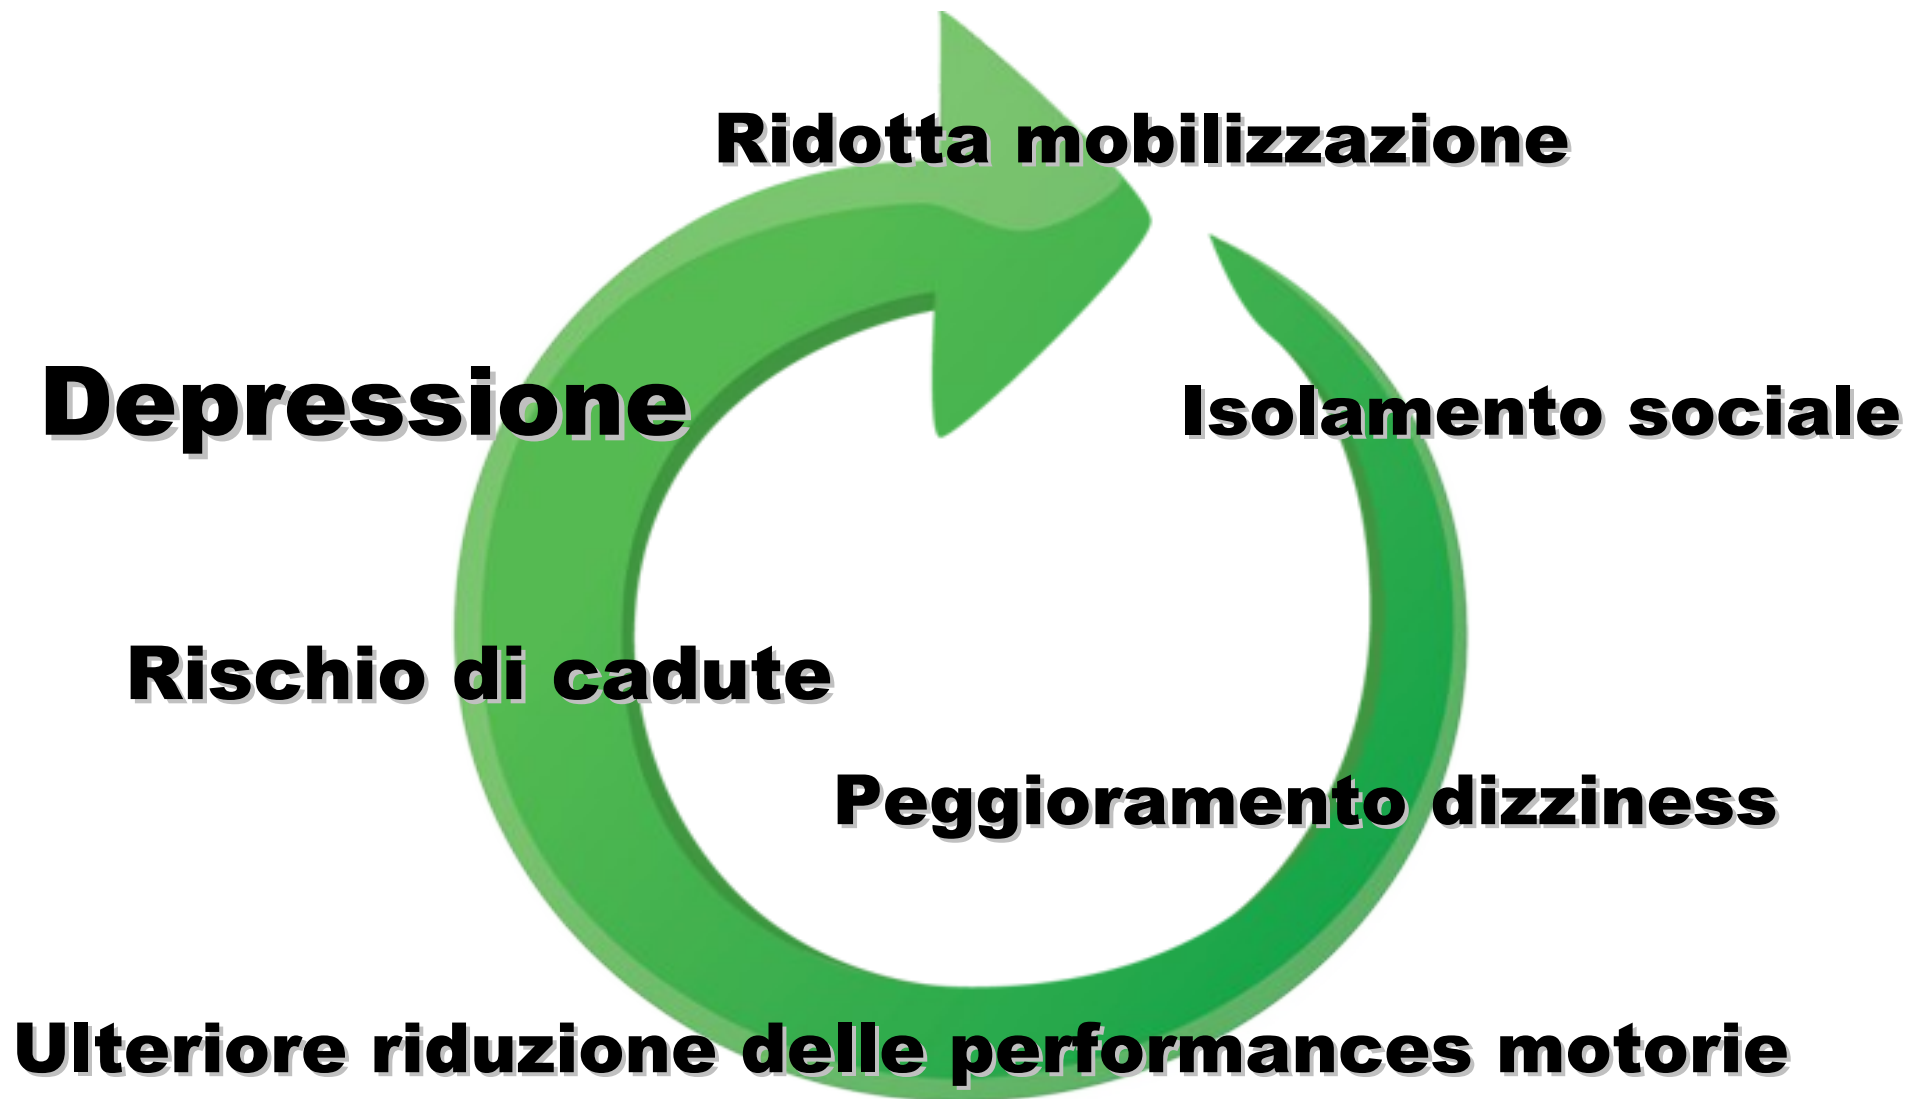 Ridotta mobilizzazione
Depressione
Isolamento sociale
Rischio di cadute
Peggioramento dizziness
Ulteriore riduzione delle performances motorie